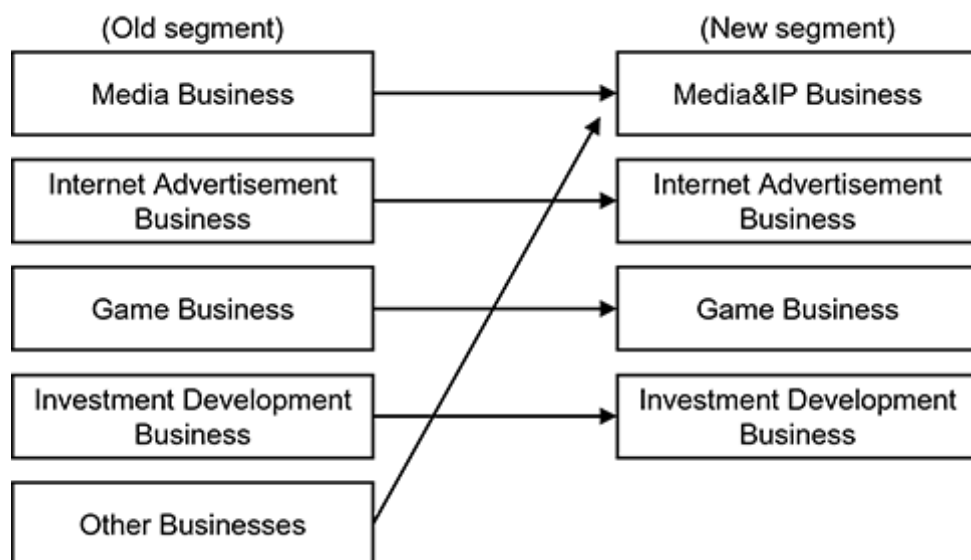 (Old segment)
(New segment)
Media Business
Media&IP Business
Internet Advertisement
Business
Internet Advertisement
Business
Game Business
Game Business
Investment Development
Business
Investment Development
Business
Other Businesses